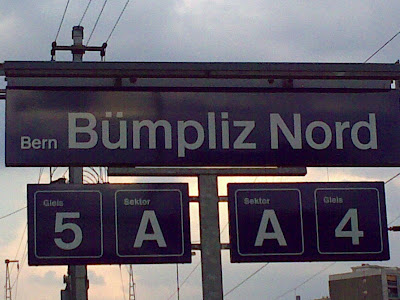 Bern Bümpliz Nord
Gleis Sektor Sektor Gleis
5 A A 4